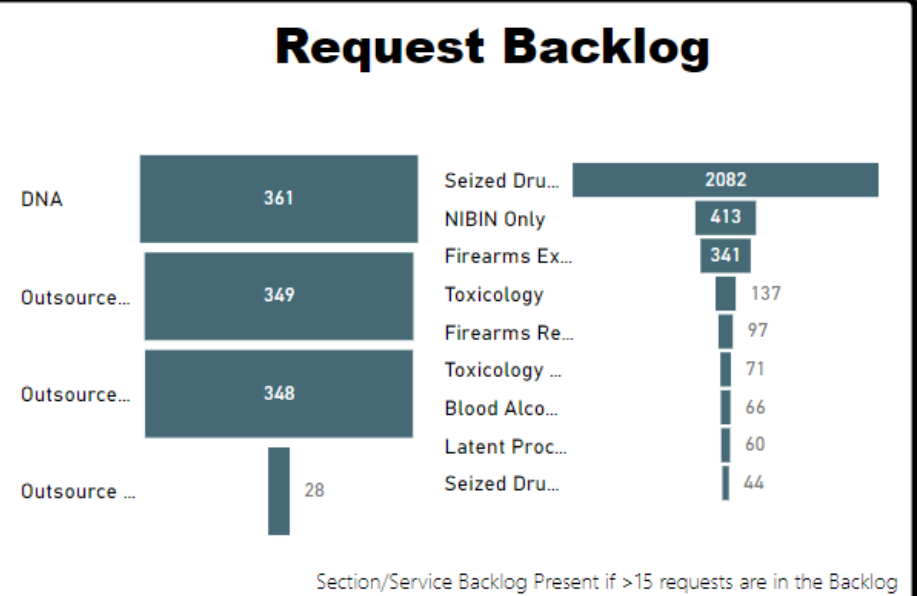 Request Backlog
DNA 361
Outsource... 349
Outsource... 348
Outsource ... 28
Seized Dru... 2082
NIBIN Only 413
Firearms Ex... 341
Toxicology 137
Firearms Re... 97
Toxicology ... 71
Blood Alco... 66
Latent Proc... 60
Seized Dru... 44
Section/Service Backlog Present if >15 requests are in the Backlog